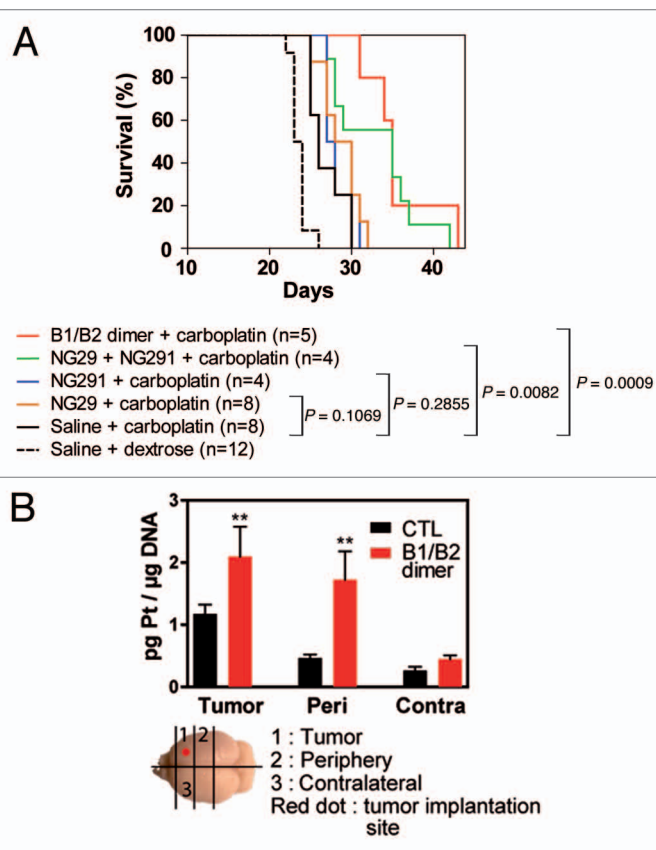 A
Survival (%)
100
80
60
40
20
0
10 20 30 40
Days
B1/B2 dimer + carboplatin (n=5)
NG29 + NG291 + carboplatin (n=4)
NG291 + carboplatin (n=4)
NG29 + carboplatin (n=8)
Saline + carboplatin (n=8)
Saline + dextrose (n=12)
P = 0.1069
P = 0.2855
P = 0.0082
P = 0.0009
B
pg Pt / µg DNA
3
2
1
0
**
**
CTL
B1/B2
dimer
Tumor Peri Contra
1 2
3
1 : Tumor
2 : Periphery
3 : Contralateral
Red dot : tumor implantation
site